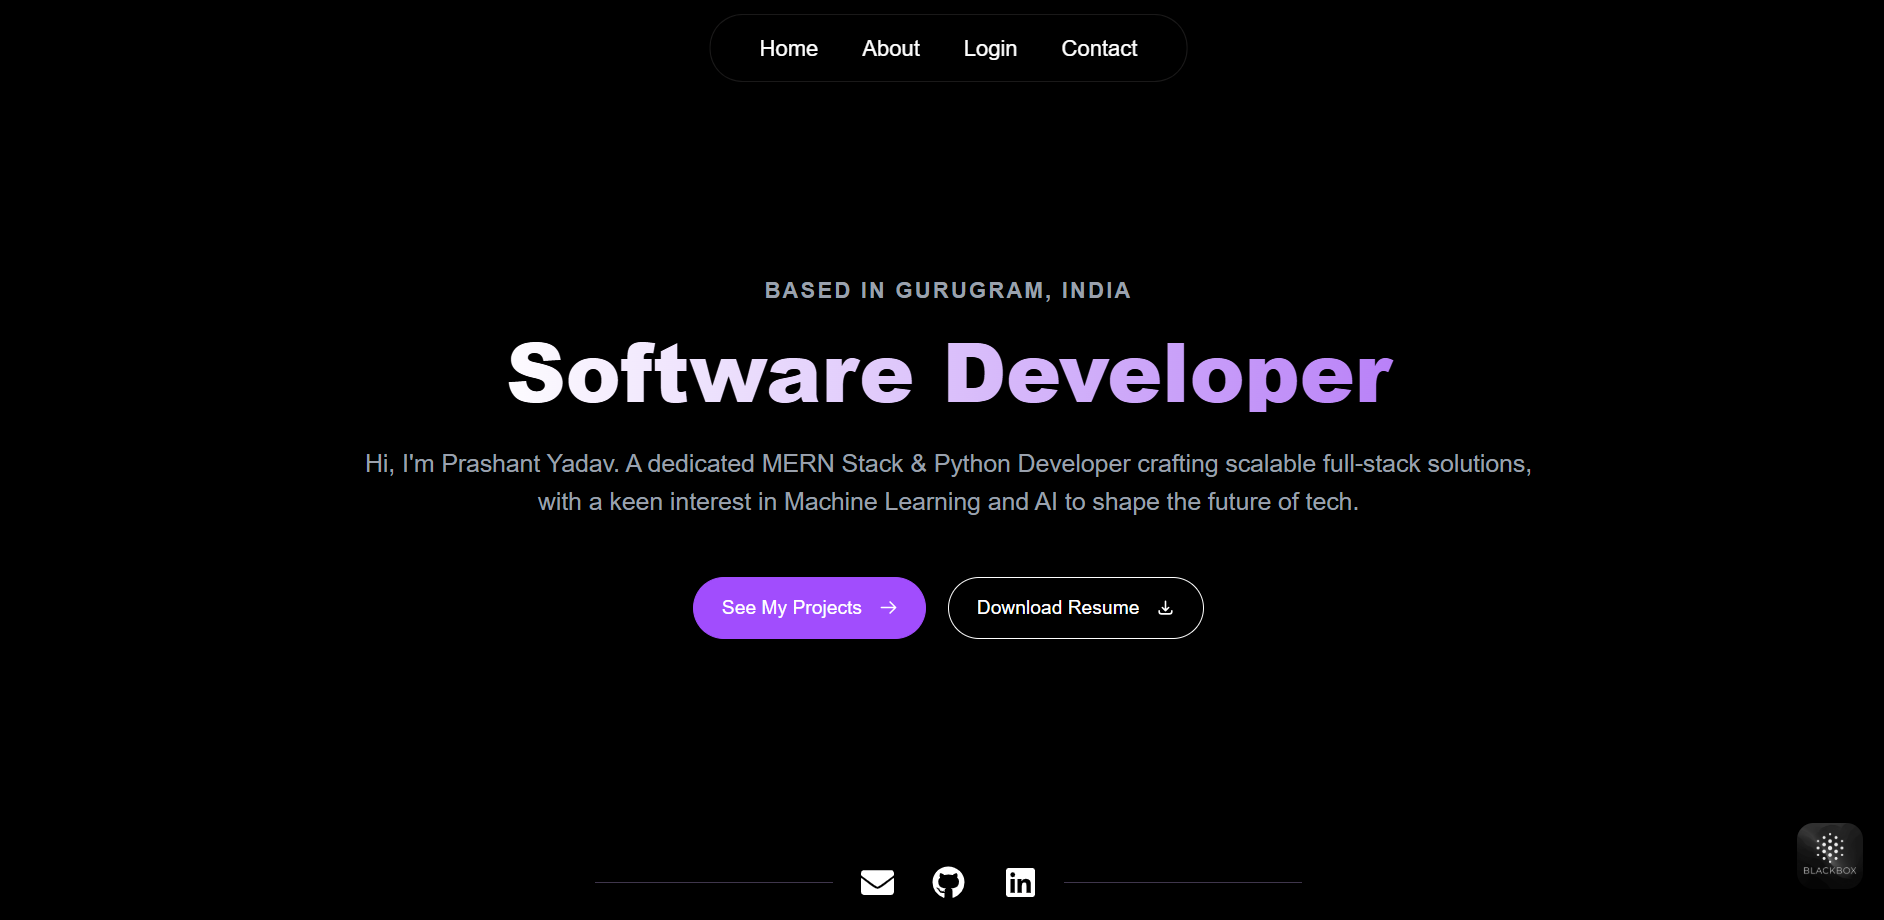 Home About Login Contact
BASED IN GURUGRAM, INDIA
Software Developer
Hi, I'm Prashant Yadav. A dedicated MERN Stack & Python Developer crafting scalable full-stack solutions,
with a keen interest in Machine Learning and AI to shape the future of tech.
See My Projects → Download Resume
in
BLACKBOX